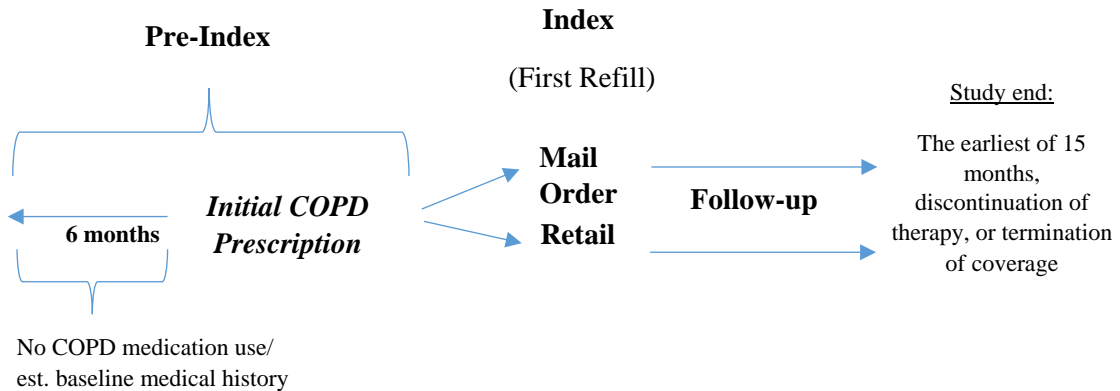 Pre-Index
Index
(First Refill)
6 months
Initial COPD
Prescription
No COPD medication use/
est. baseline medical history
Mail
Order
Retail
Follow-up
Study end:
The earliest of 15
months,
discontinuation of
therapy, or termination
of coverage